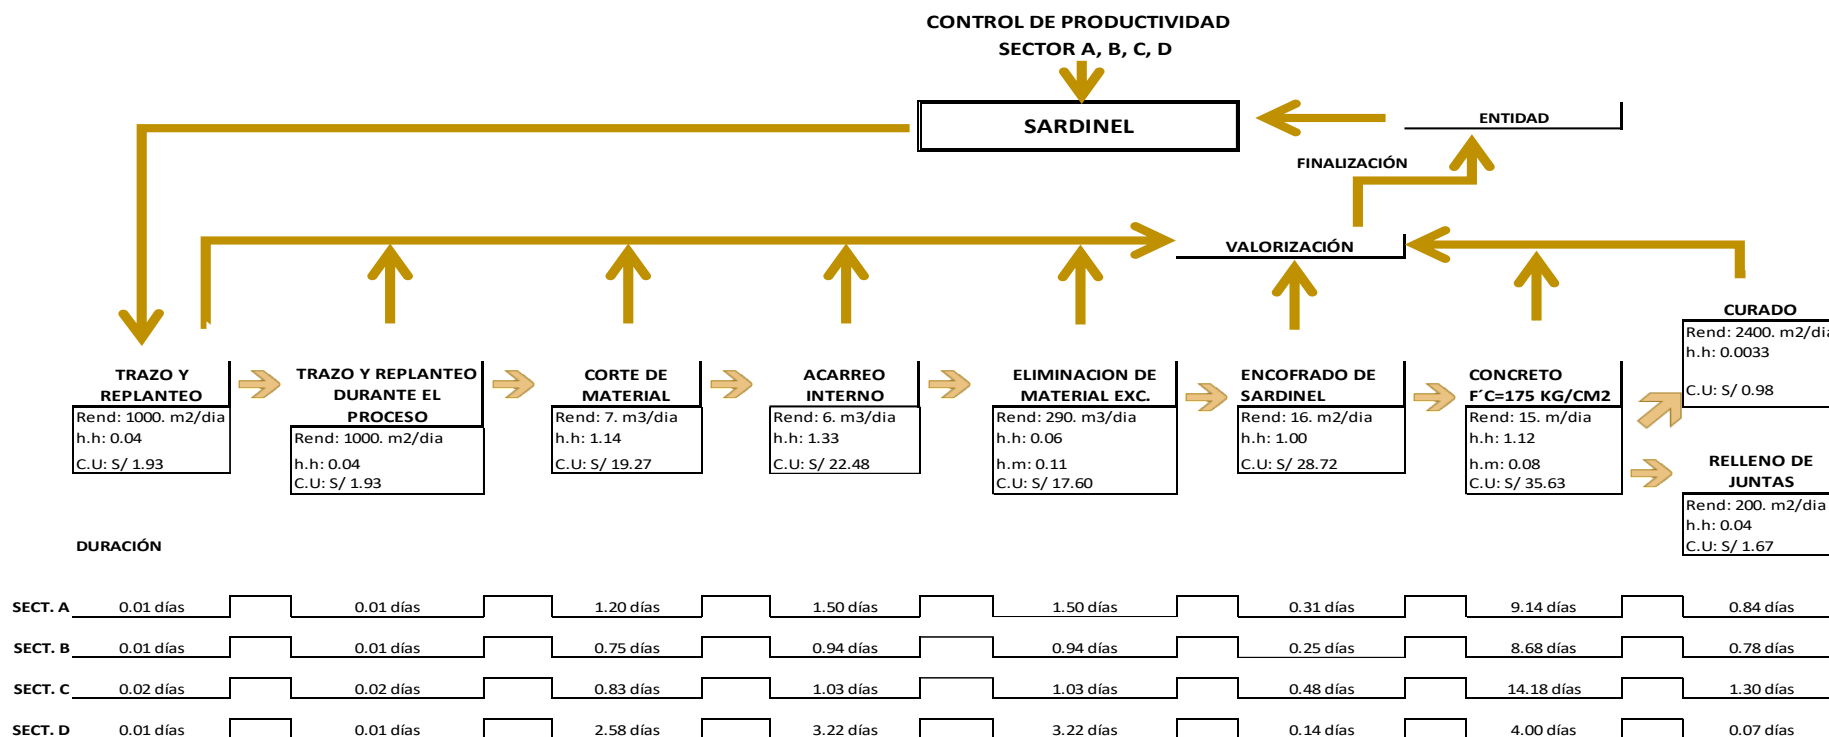 CONTROL DE PRODUCTIVIDAD
SECTOR A, B, C, D
SARDINEL
ENTIDAD
FINALIZACIÓN
VALORIZACIÓN
TRAZO Y
REPLANTEO
Rend: 1000. m2/dia
h.h: 0.04
C.U: S/ 1.93
TRAZO Y REPLANTEO
DURANTE EL
PROCESO
Rend: 1000. m2/dia
h.h: 0.04
C.U: S/ 1.93
CORTE DE
MATERIAL
Rend: 7. m3/dia
h.h: 1.14
C.U: S/ 19.27
ACARREO
INTERNO
Rend: 6. m3/dia
h.h: 1.33
C.U: S/ 22.48
ELIMINACION DE
MATERIAL EXC.
Rend: 290. m3/dia
h.h: 0.06
h.m: 0.11
C.U: S/ 17.60
ENCOFRADO DE
SARDINEL
Rend: 16. m2/dia
h.h: 1.00
C.U: S/ 28.72
CONCRETO
F´C=175 KG/CM2
Rend: 15. m/dia
h.h: 1.12
h.m: 0.08
C.U: S/ 35.63
CURADO
Rend: 2400. m2/dia
h.h: 0.0033
C.U: S/ 0.98
RELLENO DE
JUNTAS
Rend: 200. m2/dia
h.h: 0.04
C.U: S/ 1.67
DURACIÓN
SECT. A 0.01 días 0.01 días 1.20 días 1.50 días 1.50 días 0.31 días 9.14 días 0.84 días
SECT. B 0.01 días 0.01 días 0.75 días 0.94 días 0.94 días 0.25 días 8.68 días 0.78 días
SECT. C 0.02 días 0.02 días 0.83 días 1.03 días 1.03 días 0.48 días 14.18 días 1.30 días
SECT. D 0.01 días 0.01 días 2.58 días 3.22 días 3.22 días 0.14 días 4.00 días 0.07 días